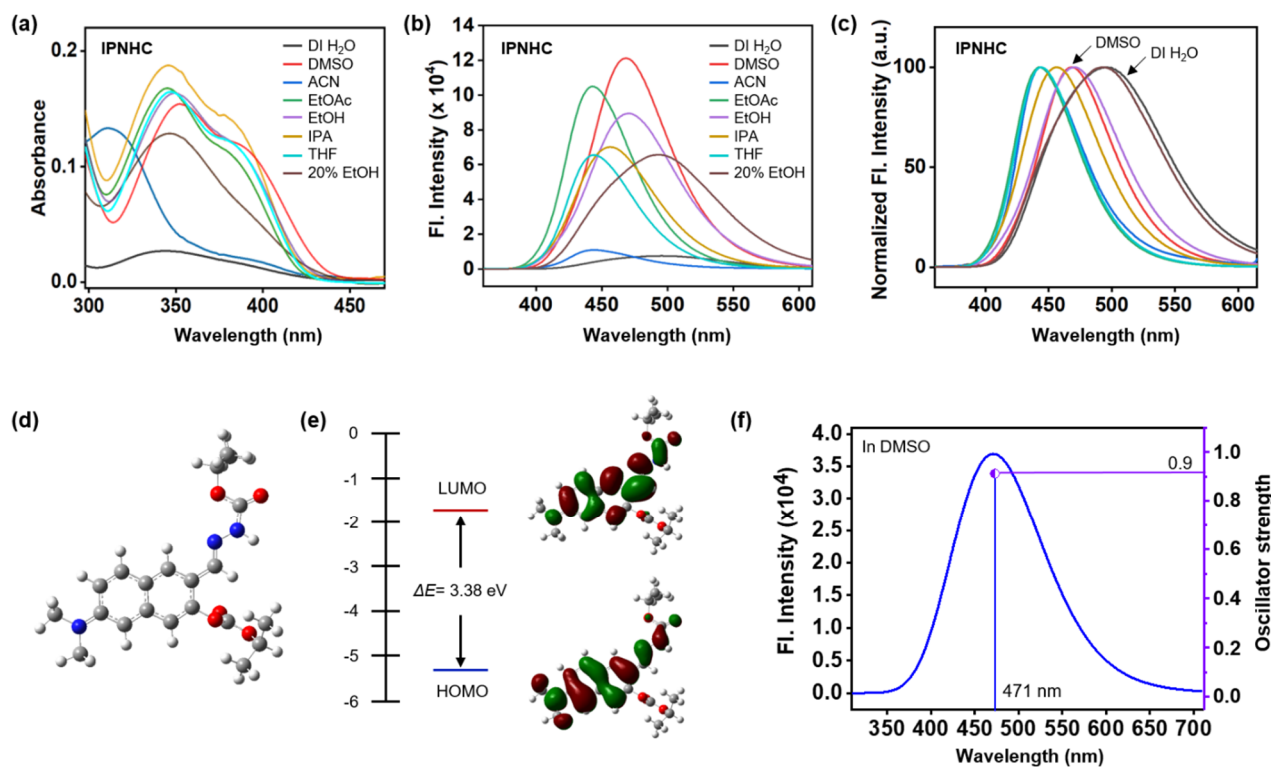 (a)
IPNHC
DI H₂O
DMSO
ACN
EtOAc
EtOH
IPA
THF
20% EtOH
0.2
0.1
0.0
Absorbance
300
350
400
450
Wavelength (nm)
(b)
IPNHC
DI H₂O
DMSO
ACN
EtOAc
EtOH
IPA
THF
20% EtOH
14
12
10
8
6
4
2
0
Fl. Intensity (x 10⁴)
400
450
500
550
600
Wavelength (nm)
(c)
IPNHC
DMSO
DI H₂O
100
50
0
Normalized Fl. Intensity (a.u.)
400
450
500
550
600
Wavelength (nm)
(d)
(e)
0
-1
-2
-3
-4
-5
-6
LUMO
ΔE= 3.38 eV
HOMO
(f)
In DMSO
4.0
3.5
3.0
2.5
2.0
1.5
1.0
0.5
0.0
Fl. Intensity (x10⁴)
0.9
471 nm
1.0
0.8
0.6
0.4
0.2
0.0
Oscillator strength
350
400
450
500
550
600
650
700
Wavelength (nm)